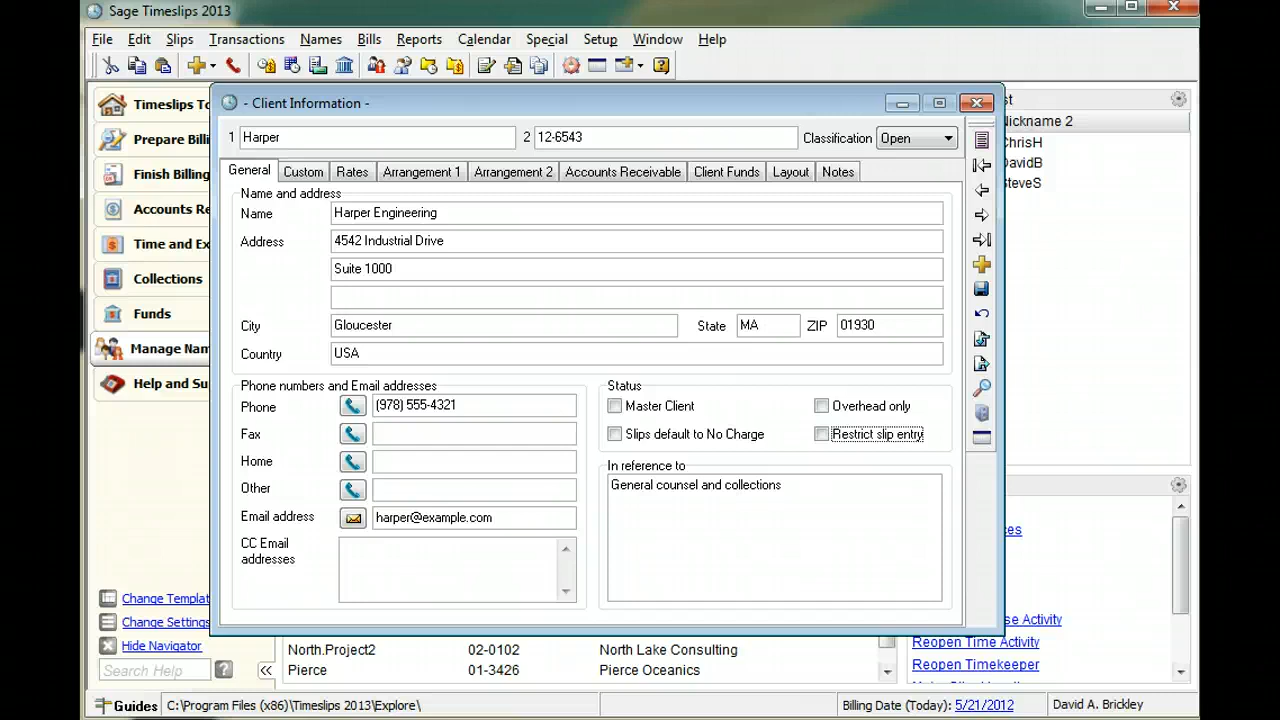 Sage Timeslips 2013
File Edit Slips Transactions Names Bills Reports Calendar Special Setup Window Help
Timeslips To
Prepare Billi
Finish Billing
Accounts Re
Time and Ex
Collections
Funds
Manage Nam
Help and Su
Change Templat
Change Settings
Hide Navigator
Search Help
- Client Information -
1 Harper 2 12-6543 Classification Open
General Custom Rates Arrangement 1 Arrangement 2 Accounts Receivable Client Funds Layout Notes
Name and address
Name Harper Engineering
Address 4542 Industrial Drive
Suite 1000
City Gloucester State MA ZIP 01930
Country USA
Phone numbers and Email addresses
Phone (978) 555-4321
Fax
Home
Other
Email address harper@example.com
CC Email
addresses
Status
Master Client Overhead only
Slips default to No Charge Restrict slip entry
In reference to
General counsel and collections
st
Nickname 2
ChrisH
DavidB
SteveS
ces
se Activity
Reopen Time Activity
Reopen Timekeeper
North.Project2 02-0102 North Lake Consulting
Pierce 01-3426 Pierce Oceanics
Guides C:\Program Files (x86)\Timeslips 2013\Explore\ Billing Date (Today): 5/21/2012 David A. Brickley